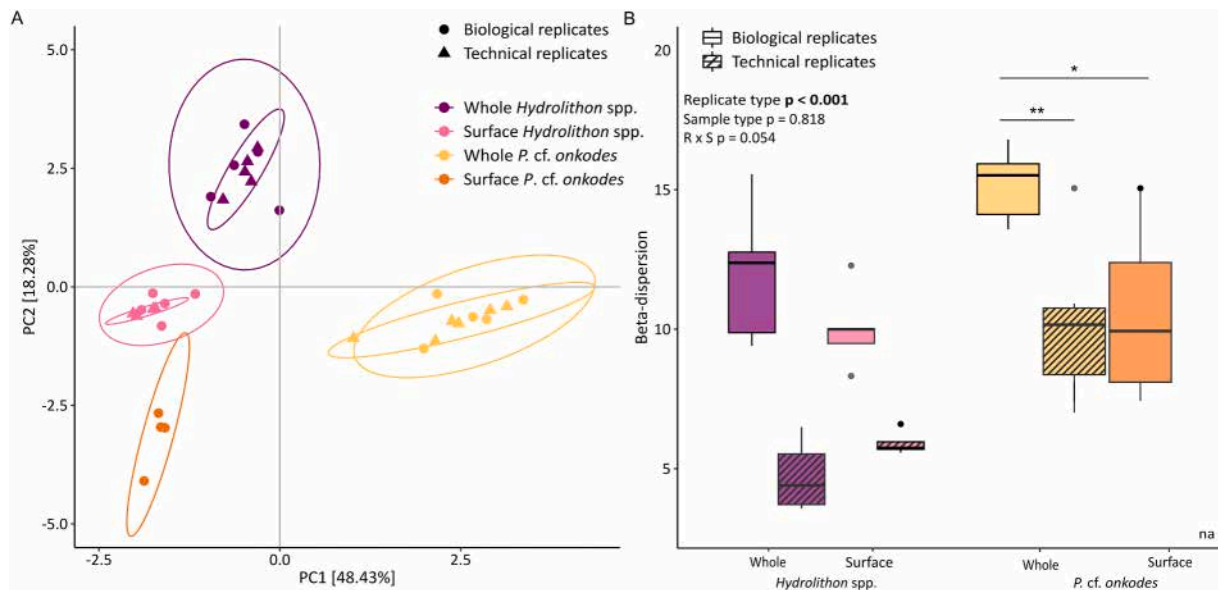 A
5.0
2.5
0.0
-2.5
-5.0
PC2 [18.28%]
-2.5
0.0
2.5
PC1 [48.43%]
Biological replicates
Technical replicates
Whole Hydrolithon spp.
Surface Hydrolithon spp.
Whole P. cf. onkodes
Surface P. cf. onkodes
B
20
15
10
5
Beta-dispersion
Biological replicates
Technical replicates
Replicate type p < 0.001
Sample type p = 0.818
R x S p = 0.054
*
**
na
Whole
Surface
Whole
Surface
Hydrolithon spp.
P. cf. onkodes